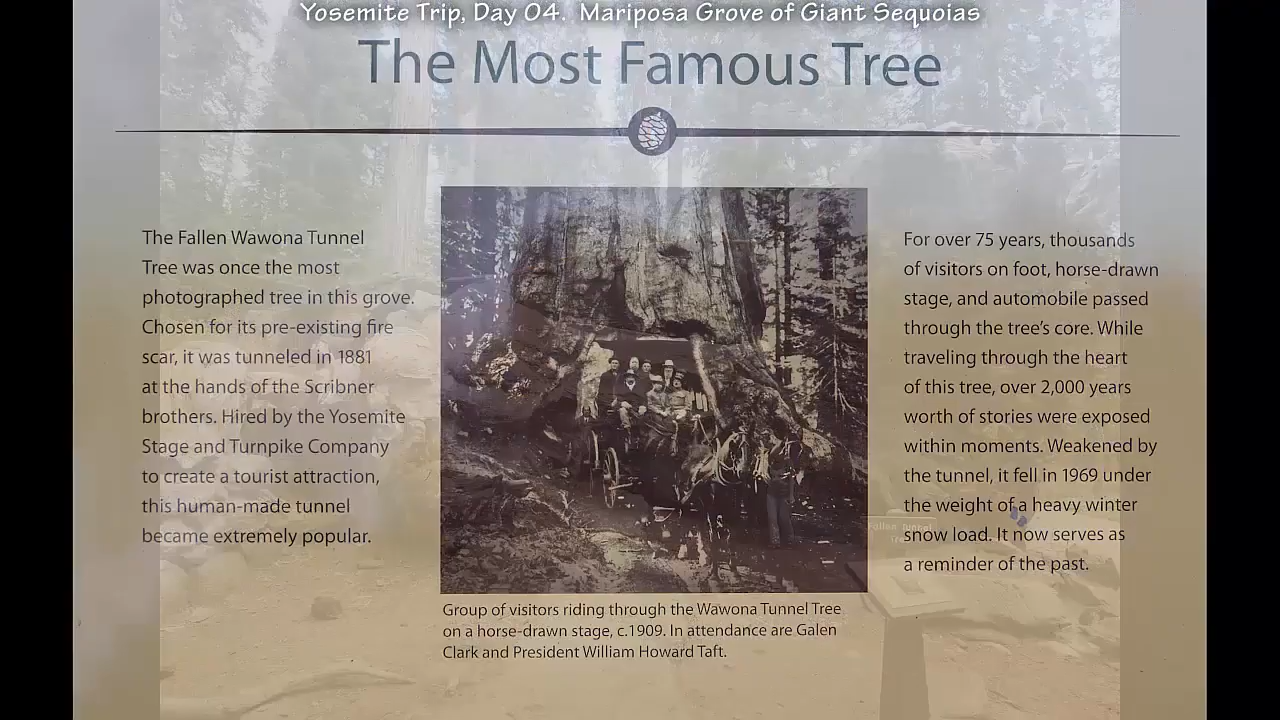 Yosemite Trip, Day 04. Mariposa Grove of Giant Sequoias
The Most Famous Tree
The Fallen Wawona Tunnel
Tree was once the most
photographed tree in this grove.
Chosen for its pre-existing fire
scar, it was tunneled in 1881
at the hands of the Scribner
brothers. Hired by the Yosemite
Stage and Turnpike Company
to create a tourist attraction,
this human-made tunnel
became extremely popular.
Group of visitors riding through the Wawona Tunnel Tree
on a horse-drawn stage, c.1909. In attendance are Galen
Clark and President William Howard Taft.
For over 75 years, thousands
of visitors on foot, horse-drawn
stage, and automobile passed
through the tree's core. While
traveling through the heart
of this tree, over 2,000 years
worth of stories were exposed
within moments. Weakened by
the tunnel, it fell in 1969 under
the weight of a heavy winter
snow load. It now serves as
a reminder of the past.
Fallen Tunnel
Tree